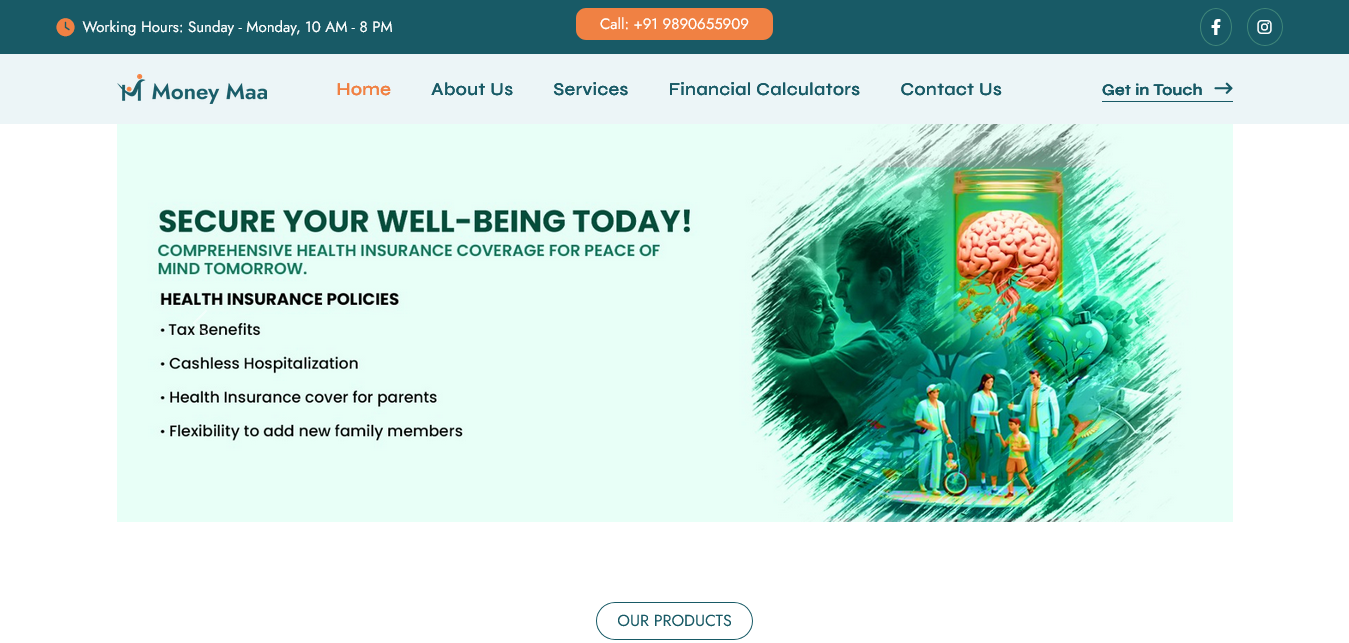 Working Hours: Sunday - Monday, 10 AM - 8 PM
Call: +91 9890655909
Money Maa
Home
About Us
Services
Financial Calculators
Contact Us
Get in Touch
SECURE YOUR WELL-BEING TODAY!
COMPREHENSIVE HEALTH INSURANCE COVERAGE FOR PEACE OF
MIND TOMORROW.
HEALTH INSURANCE POLICIES
• Tax Benefits
• Cashless Hospitalization
• Health Insurance cover for parents
• Flexibility to add new family members
OUR PRODUCTS